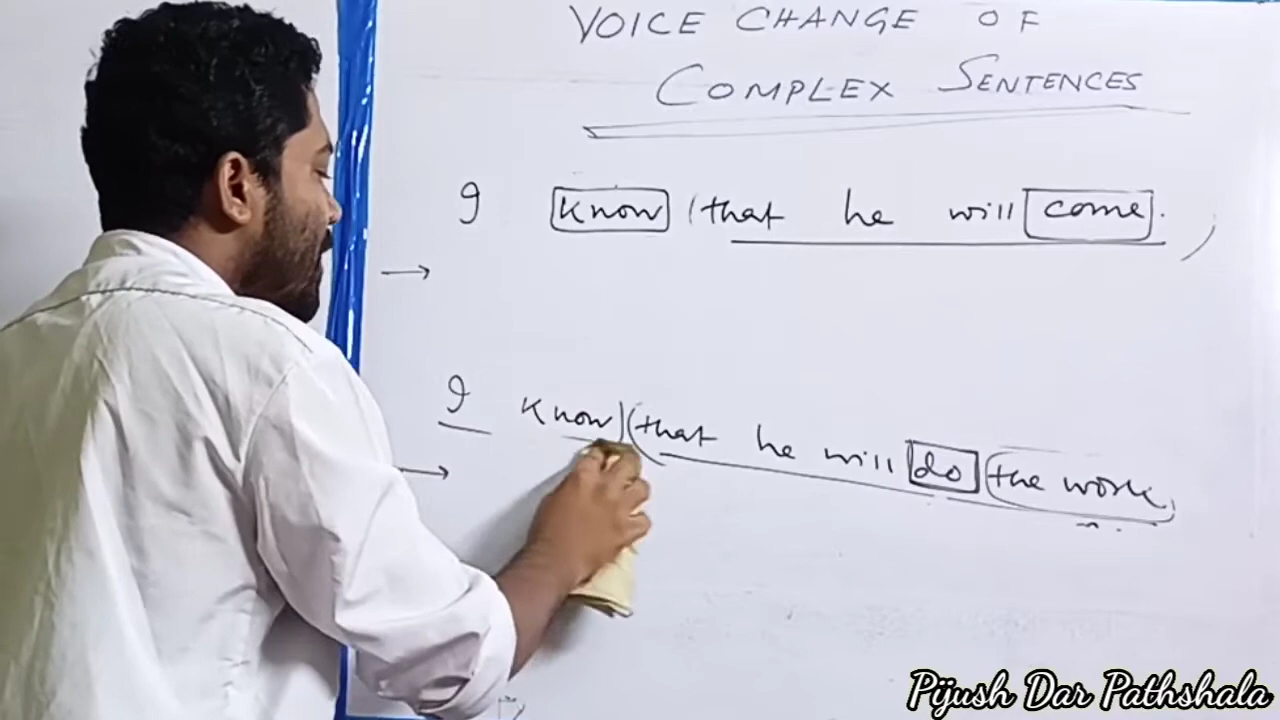 VOICE CHANGE OF
COMPLEX SENTENCES
I know (that he will come.)
→
I know) (that he will do (the work.)
→
Pijush Dar Pathshala